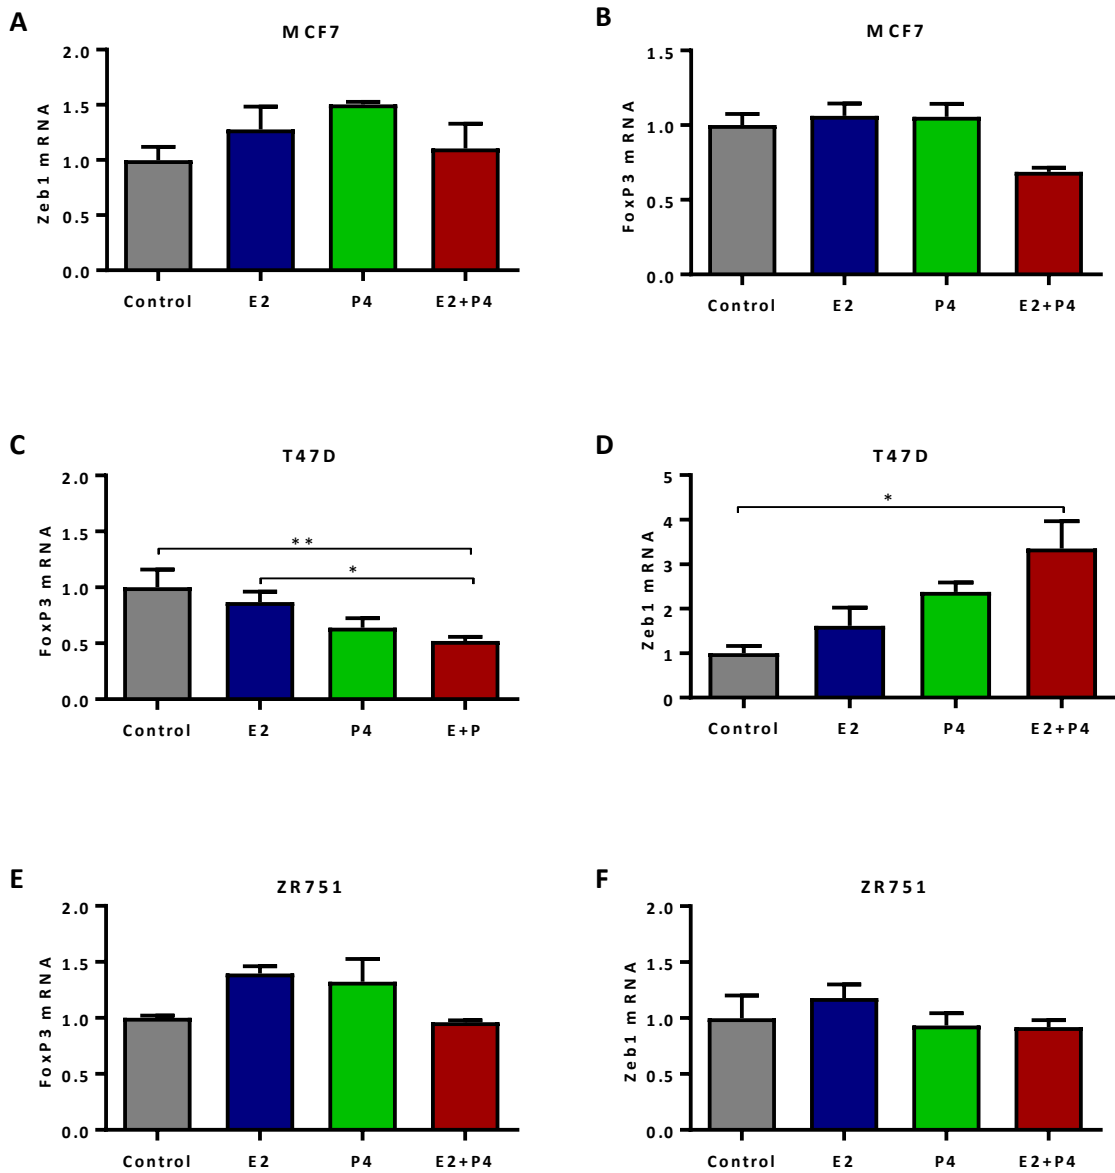 A
MCF7
Zeb1 mRNA
2.0
1.5
1.0
0.5
0.0
Control E2 P4 E2+P4
B
MCF7
FoxP3 mRNA
1.5
1.0
0.5
0.0
Control E2 P4 E2+P4
C
T47D
FoxP3 mRNA
2.0
1.5
1.0
0.5
0.0
**
*
Control E2 P4 E+P
D
T47D
Zeb1 mRNA
5
4
3
2
1
0
*
Control E2 P4 E2+P4
E
ZR751
FoxP3 mRNA
2.0
1.5
1.0
0.5
0.0
Control E2 P4 E2+P4
F
ZR751
Zeb1 mRNA
2.0
1.5
1.0
0.5
0.0
Control E2 P4 E2+P4